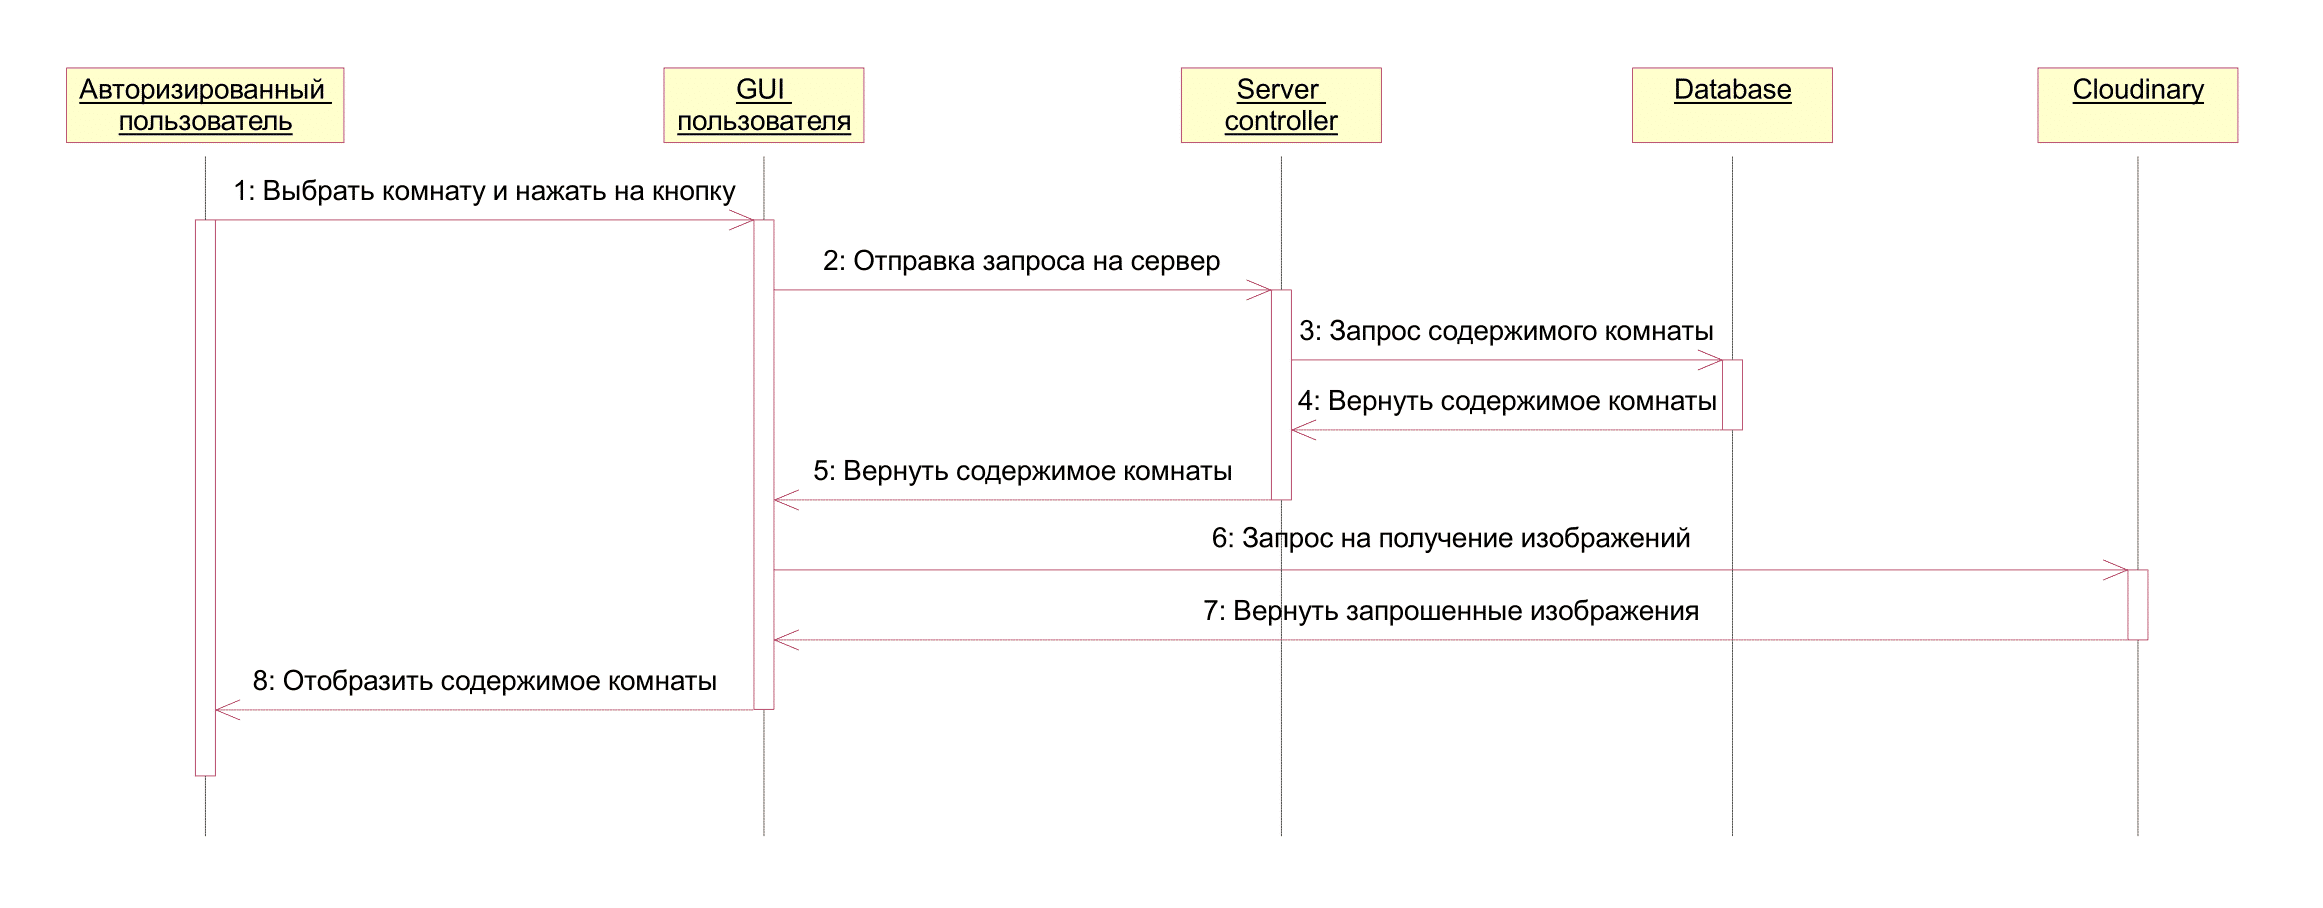 Авторизированный
пользователь
GUI
пользователя
Server
controller
Database
Cloudinary
1: Выбрать комнату и нажать на кнопку
2: Отправка запроса на сервер
3: Запрос содержимого комнаты
4: Вернуть содержимое комнаты
5: Вернуть содержимое комнаты
6: Запрос на получение изображений
7: Вернуть запрошенные изображения
8: Отобразить содержимое комнаты